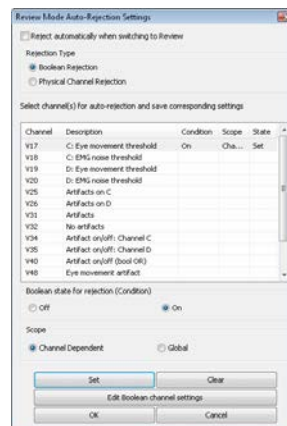 Review Mode Auto-Rejection Settings
Reject automatically when switching to Review
Rejection Type
Boolean Rejection
Physical Channel Rejection
Select channel(s) for auto-rejection and save corresponding settings
Channel Description Condition Scope State
V17 C: Eye movement threshold On Cha... Set
V18 C: EMG noise threshold
V19 D: Eye movement threshold
V20 D: EMG noise threshold
V25 Artifacts on C
V26 Artifacts on D
V31 Artifacts
V32 No artifacts
V34 Artifact on/off: Channel C
V35 Artifact on/off: Channel D
V40 Artifact on/off (bool OR)
V48 Eye movement artifact
Boolean state for rejection (Condition)
Off On
Scope
Channel Dependent Global
Set Clear
Edit Boolean channel settings
OK Cancel